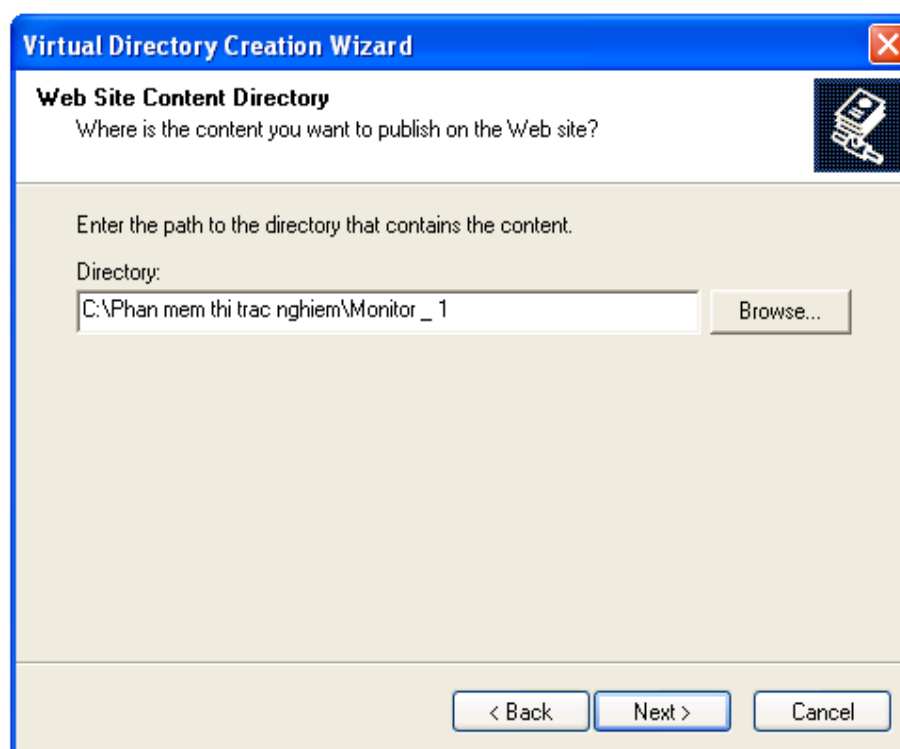 Virtual Directory Creation Wizard
Web Site Content Directory
Where is the content you want to publish on the Web site?
Enter the path to the directory that contains the content.
Directory:
C:\Phan mem thi trac nghiem\Monitor _ 1
Browse...
< Back
Next >
Cancel